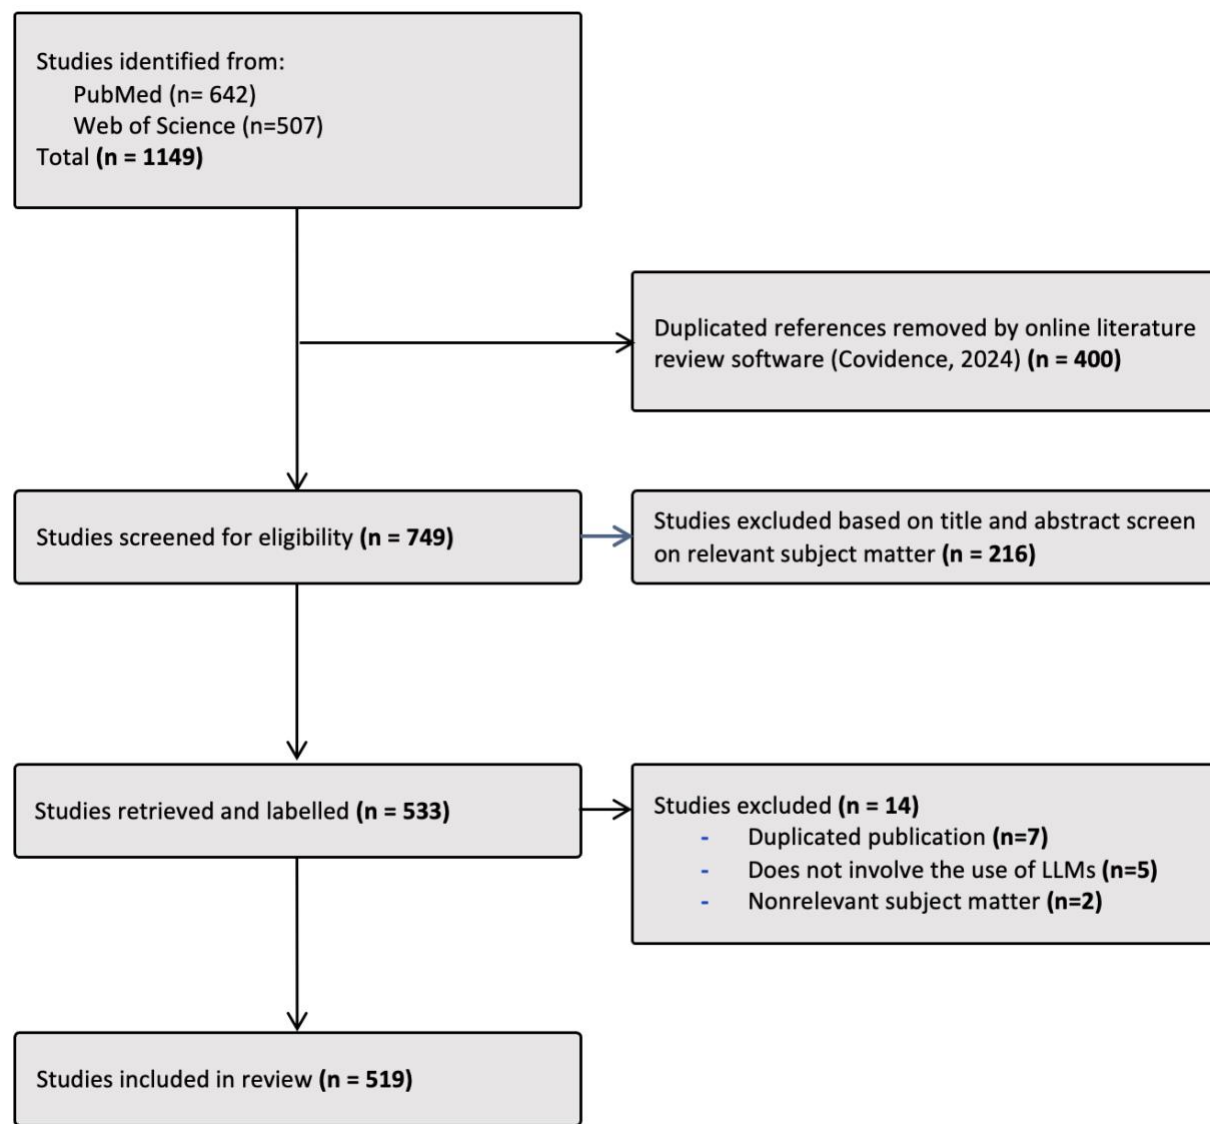 Studies identified from:
PubMed (n= 642)
Web of Science (n=507)
Total (n = 1149)
Duplicated references removed by online literature
review software (Covidence, 2024) (n = 400)
Studies screened for eligibility (n = 749)
Studies excluded based on title and abstract screen
on relevant subject matter (n = 216)
Studies retrieved and labelled (n = 533)
Studies excluded (n = 14)
- Duplicated publication (n=7)
- Does not involve the use of LLMs (n=5)
- Nonrelevant subject matter (n=2)
Studies included in review (n = 519)